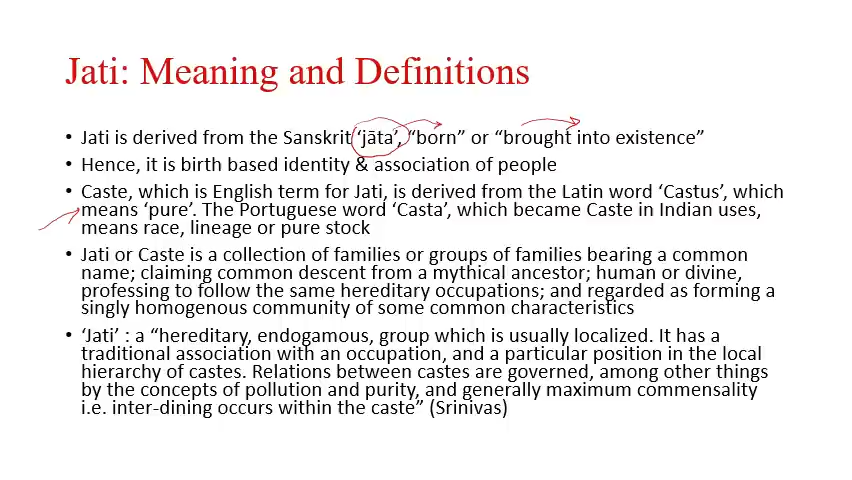 Jati: Meaning and Definitions
• Jati is derived from the Sanskrit ‘jāta’, “born” or “brought into existence”
• Hence, it is birth based identity & association of people
• Caste, which is English term for Jati, is derived from the Latin word ‘Castus’, which
means ‘pure’. The Portuguese word ‘Casta’, which became Caste in Indian uses,
means race, lineage or pure stock
• Jati or Caste is a collection of families or groups of families bearing a common
name; claiming common descent from a mythical ancestor; human or divine,
professing to follow the same hereditary occupations; and regarded as forming a
singly homogenous community of some common characteristics
• ‘Jati’ : a “hereditary, endogamous, group which is usually localized. It has a
traditional association with an occupation, and a particular position in the local
hierarchy of castes. Relations between castes are governed, among other things
by the concepts of pollution and purity, and generally maximum commensality
i.e. inter-dining occurs within the caste” (Srinivas)